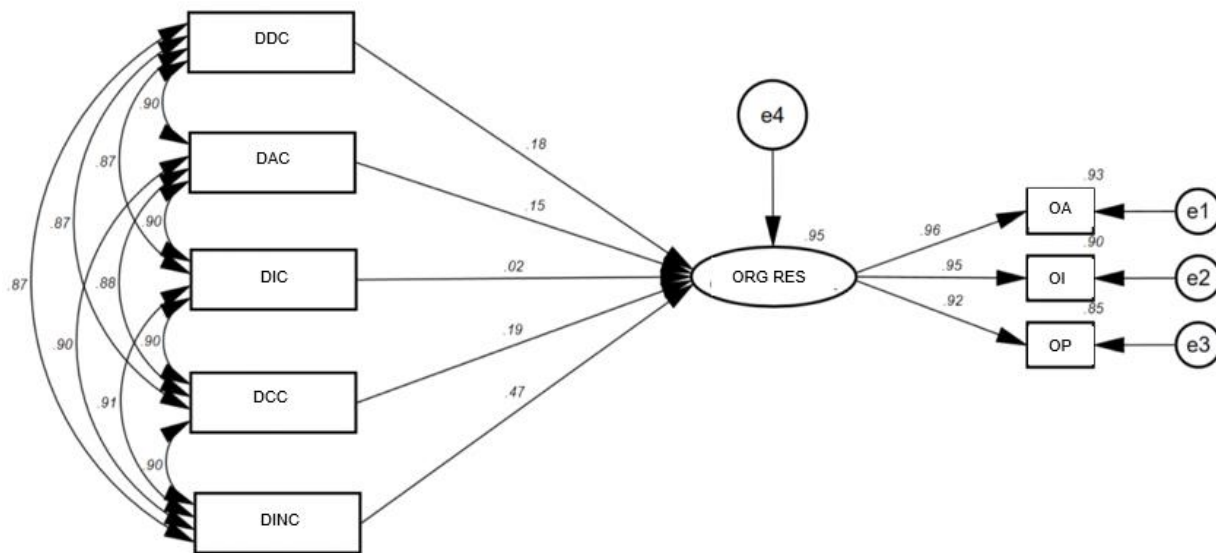 DDC
.90
.18
e4
DAC
.87
.93
.15
OA
e1
.87
.90
.95
.96
.90
DIC
.02
ORG RES
.95
OI
e2
.87
.88
.92
.85
.19
OP
e3
.90
.90
DCC
.91
.47
.90
DINC